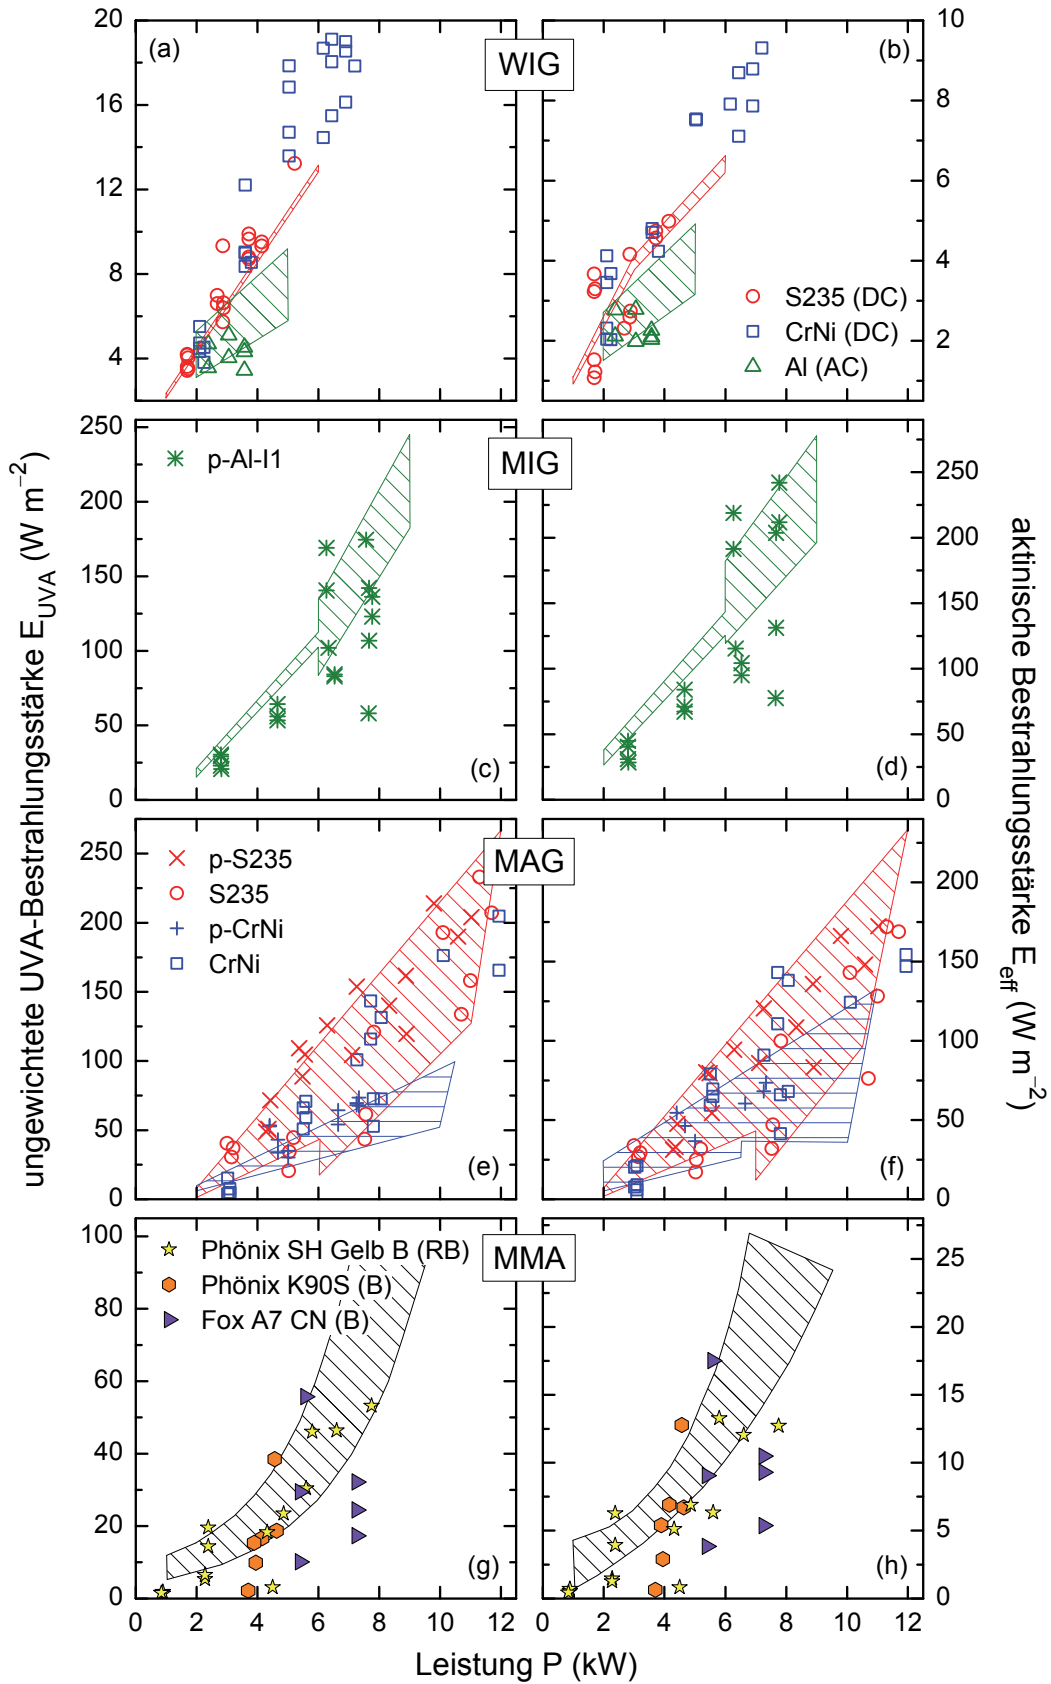 (a)
WIG
(b)
20
16
12
8
4
10
8
6
4
2
S235 (DC)
CrNi (DC)
Al (AC)
MIG
p-Al-I1
(c)
(d)
250
200
150
100
50
0
250
200
150
100
50
0
MAG
p-S235
S235
p-CrNi
CrNi
(e)
(f)
250
200
150
100
50
0
200
150
100
50
0
MMA
Phönix SH Gelb B (RB)
Phönix K90S (B)
Fox A7 CN (B)
(g)
(h)
100
80
60
40
20
0
25
20
15
10
5
0
0 2 4 6 8 10 12
0 2 4 6 8 10 12
Leistung P (kW)
ungewichtete UVA-Bestrahlungsstärke E_UVA (W m⁻²)
aktinische Bestrahlungsstärke E_eff (W m⁻²)